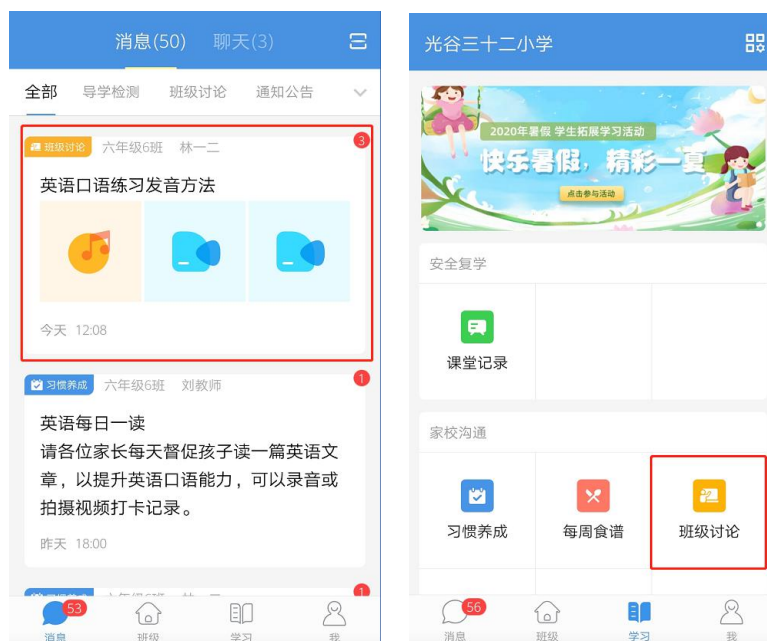 消息(50) 聊天(3)
全部 导学检测 班级讨论 通知公告
班级讨论 六年级6班 林一二 3
英语口语练习发音方法
今天 12:08
习惯养成 六年级6班 刘教师 1
英语每日一读
请各位家长每天督促孩子读一篇英语文
章，以提升英语口语能力，可以录音或
拍摄视频打卡记录。
昨天 18:00
1
53
消息 班级 学习 我
光谷三十二小学
2020年暑假 学生拓展学习活动
快乐暑假，精彩一夏
点击参与活动
安全复学
课堂记录
家校沟通
习惯养成 每周食谱 班级讨论
56
消息 班级 学习 我